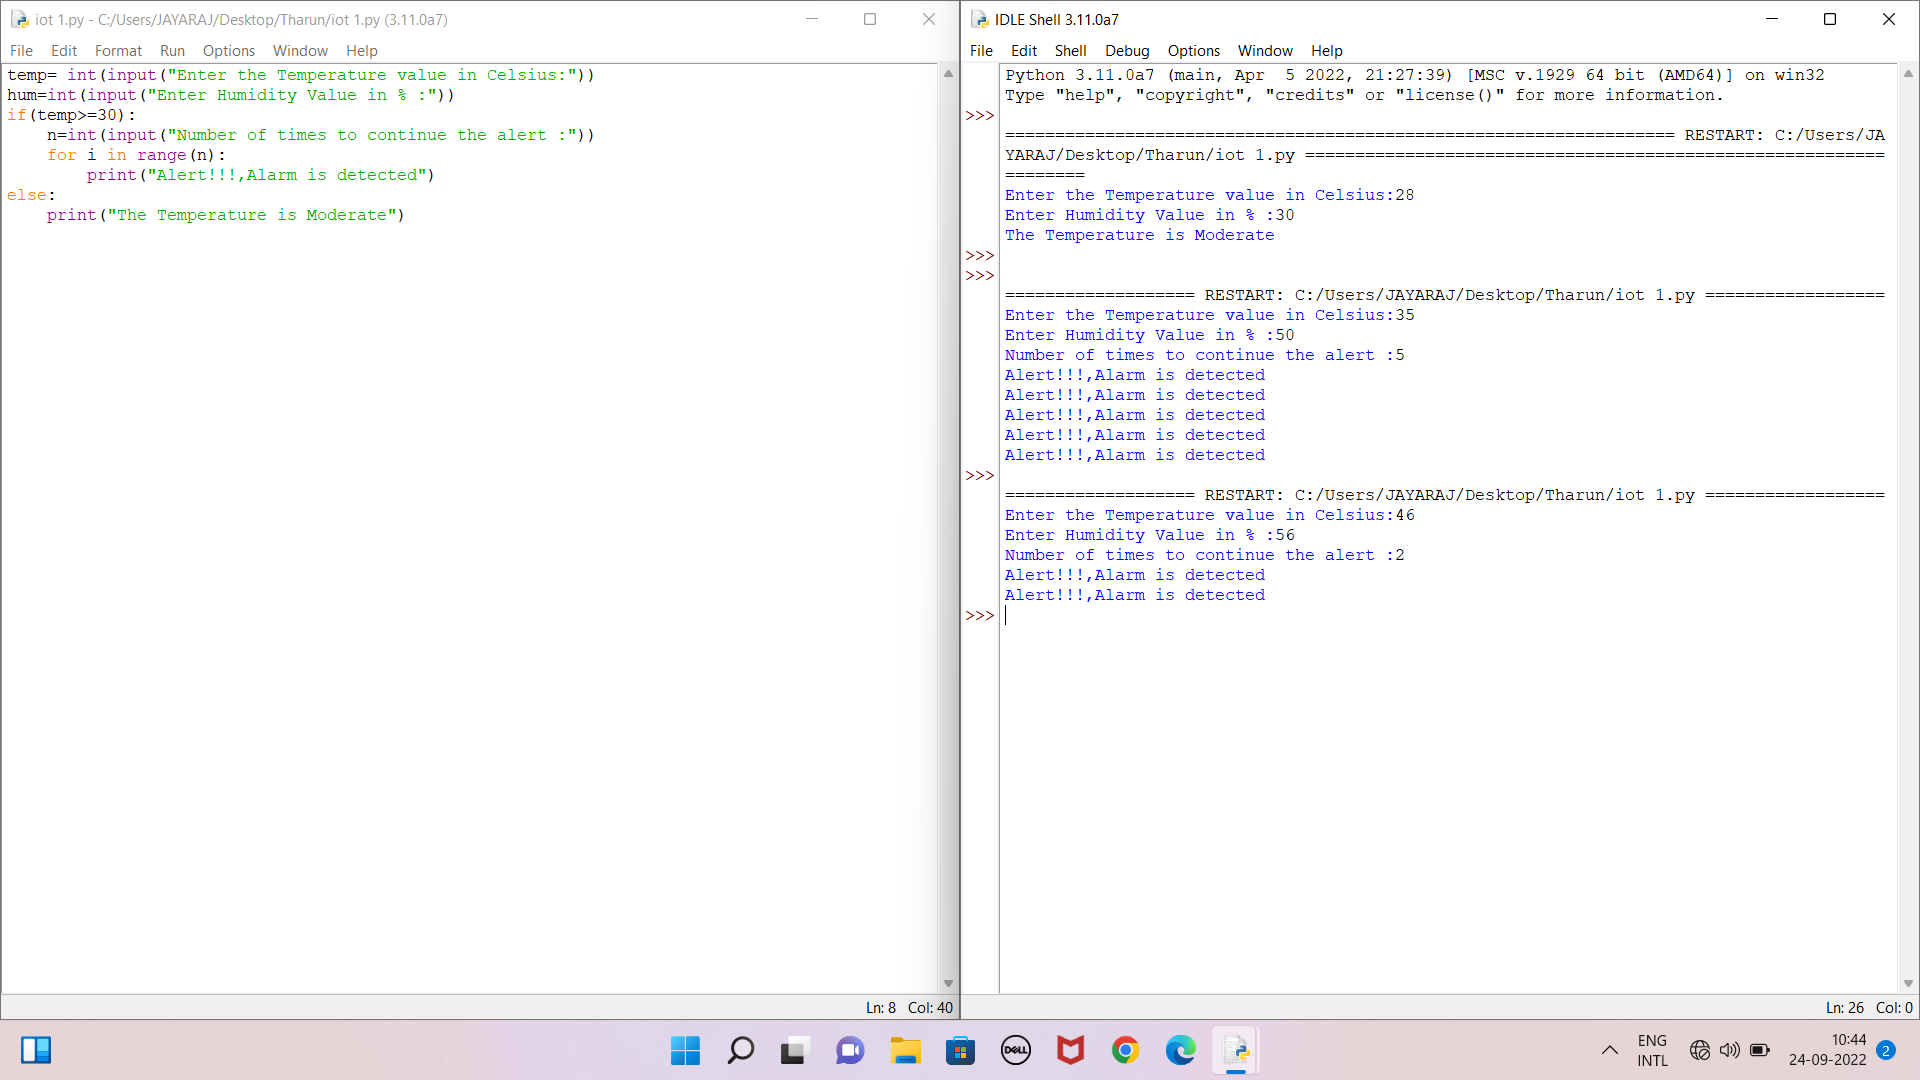 iot 1.py - C:/Users/JAYARAJ/Desktop/Tharun/iot 1.py (3.11.0a7)
File Edit Format Run Options Window Help
temp= int(input("Enter the Temperature value in Celsius:"))
hum=int(input("Enter Humidity Value in % :"))
if(temp>=30):
    n=int(input("Number of times to continue the alert :"))
    for i in range(n):
        print("Alert!!!,Alarm is detected")
else:
    print("The Temperature is Moderate")
Ln: 8 Col: 40
IDLE Shell 3.11.0a7
File Edit Shell Debug Options Window Help
Python 3.11.0a7 (main, Apr  5 2022, 21:27:39) [MSC v.1929 64 bit (AMD64)] on win32
Type "help", "copyright", "credits" or "license()" for more information.
>>>
=================================================================== RESTART: C:/Users/JA
YARAJ/Desktop/Tharun/iot 1.py ==========================================================
========
Enter the Temperature value in Celsius:28
Enter Humidity Value in % :30
The Temperature is Moderate
>>>
>>>
=================== RESTART: C:/Users/JAYARAJ/Desktop/Tharun/iot 1.py ==================
Enter the Temperature value in Celsius:35
Enter Humidity Value in % :50
Number of times to continue the alert :5
Alert!!!,Alarm is detected
Alert!!!,Alarm is detected
Alert!!!,Alarm is detected
Alert!!!,Alarm is detected
Alert!!!,Alarm is detected
>>>
=================== RESTART: C:/Users/JAYARAJ/Desktop/Tharun/iot 1.py ==================
Enter the Temperature value in Celsius:46
Enter Humidity Value in % :56
Number of times to continue the alert :2
Alert!!!,Alarm is detected
Alert!!!,Alarm is detected
>>>
Ln: 26 Col: 0
DELL
ENG
INTL
10:44
24-09-2022
2